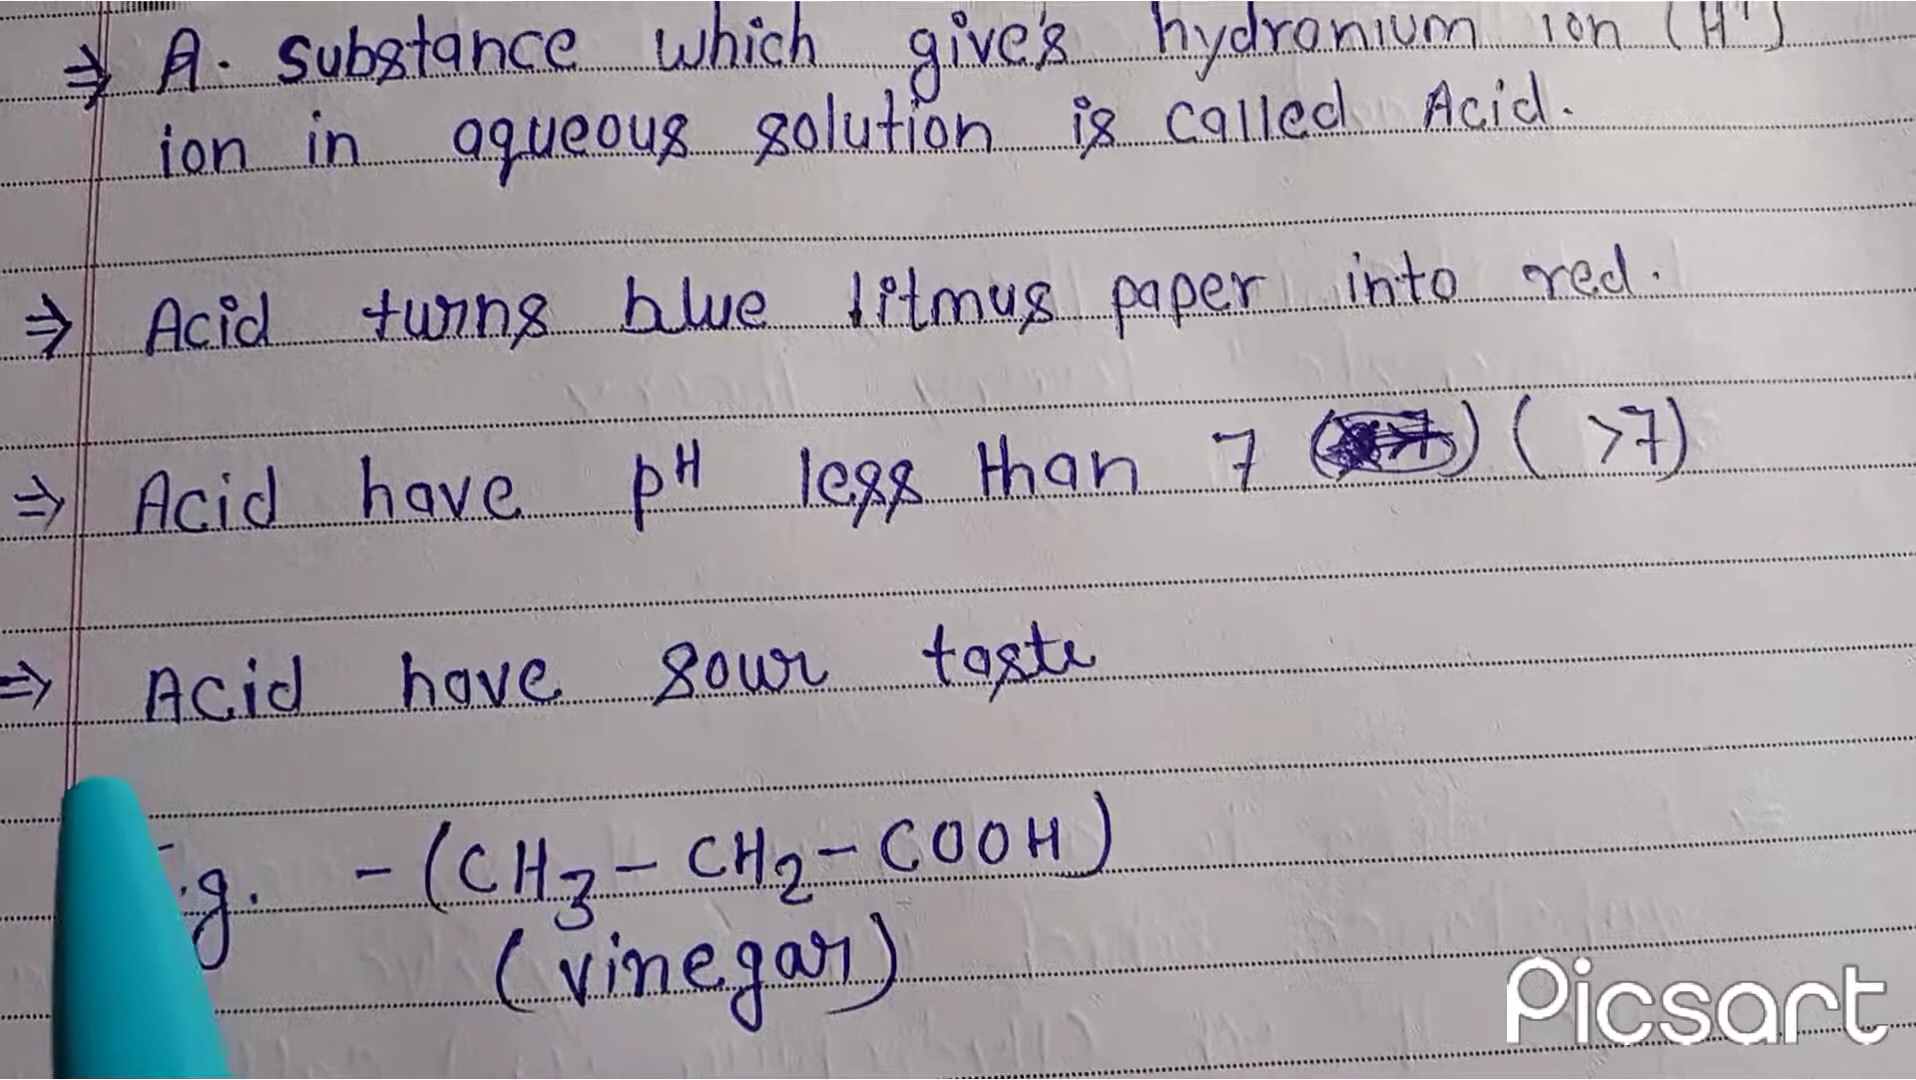 ⇒ A. substance which gives hydronium ion (H⁺)
ion in aqueous solution is called Acid.
⇒ Acid turns blue litmus paper into red.
⇒ Acid have pH less than 7 ( >7)
⇒ Acid have sour taste
g. - (CH3-CH2-COOH)
(vinegar)
Picsart